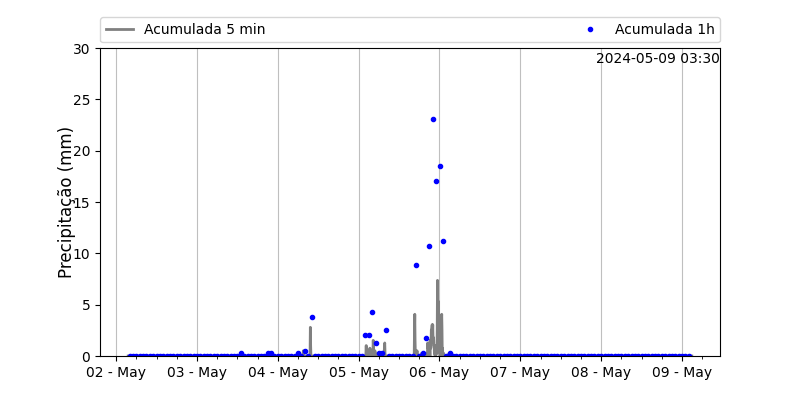 Acumulada 5 min
Acumulada 1h
2024-05-09 03:30
Precipitação (mm)
30
25
20
15
10
5
0
02 - May 03 - May 04 - May 05 - May 06 - May 07 - May 08 - May 09 - May